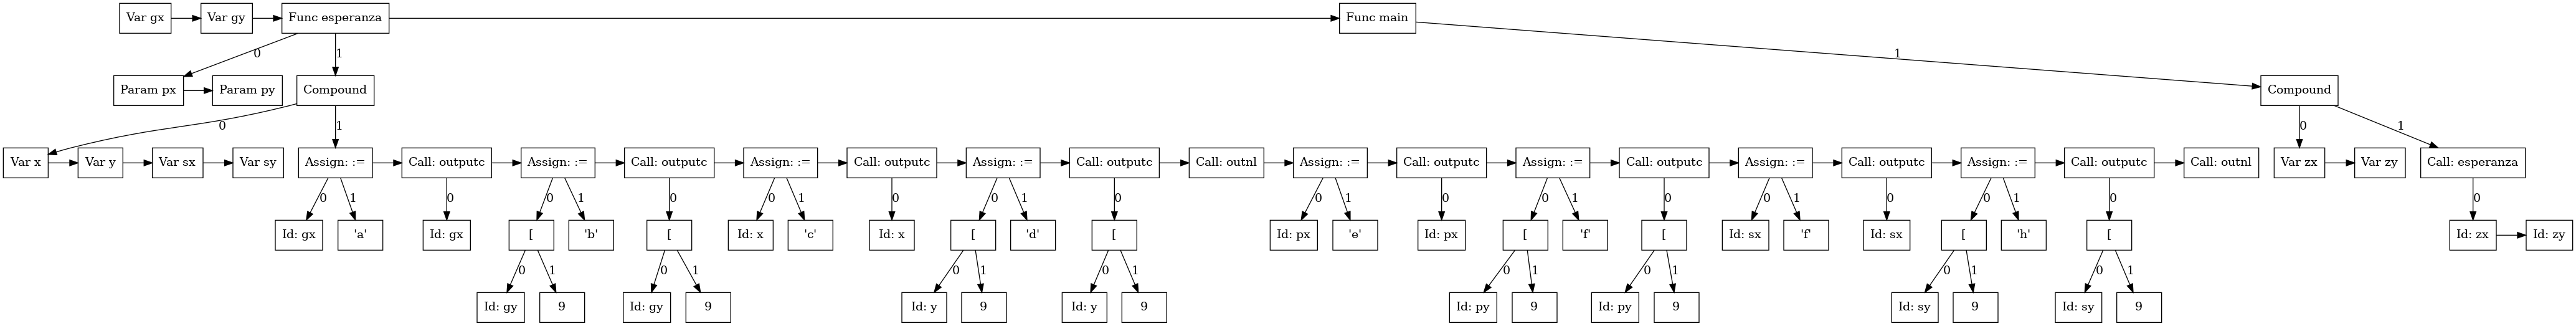 Var gx Var gy Func esperanza Func main
0 1 1
Param px Param py Compound Compound
0 1 0 1
Var x Var y Var sx Var sy Assign: := Call: outputc Assign: := Call: outputc Assign: := Call: outputc Assign: := Call: outputc Call: outnl Assign: := Call: outputc Assign: := Call: outputc Assign: := Call: outputc Assign: := Call: outputc Call: outnl Var zx Var zy Call: esperanza
0 1 0 0 1 0 0 1 0 0 1 0 0 1 0 0 1 0 0 1 0 0 1 0 0
Id: gx 'a' Id: gx [ 'b' [ Id: x 'c' Id: x [ 'd' [ Id: px 'e' Id: px [ 'f' [ Id: sx 'f' Id: sx [ 'h' [ Id: zx Id: zy
0 1 0 1 0 1 0 1 0 1 0 1 0 1 0 1
Id: gy 9 Id: gy 9 Id: y 9 Id: y 9 Id: py 9 Id: py 9 Id: sy 9 Id: sy 9